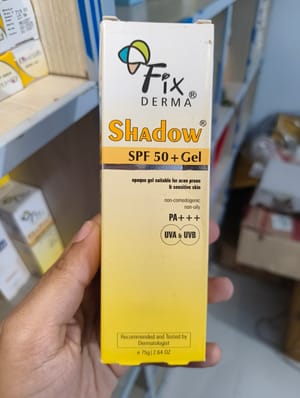 Fix
DERMA®
SHADOW®
SPF 50+ Gel
opaque gel suitable for acne prone
& sensitive skin
non-comodogenic
non-oily
PA+++
UVA & UVB
Recommended and Tested by
Dermatologist
e 75g | 2.64 OZ